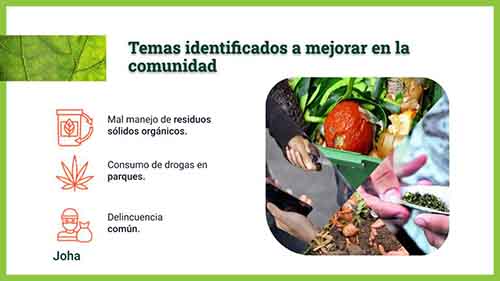 Temas identificados a mejorar en la
comunidad
Mal manejo de residuos
sólidos orgánicos.
Consumo de drogas en
parques.
Delincuencia
común.
Joha